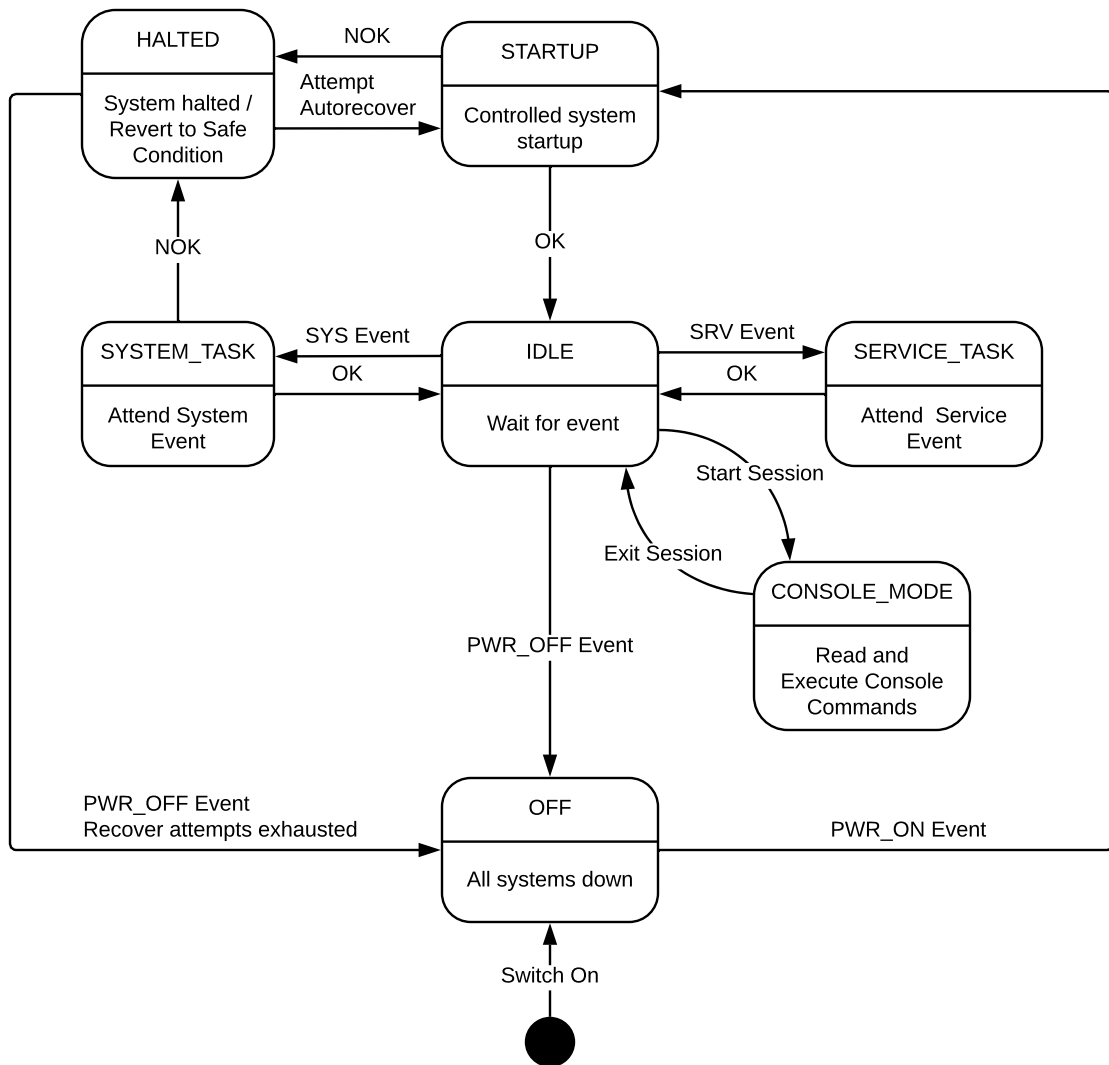 HALTED
System halted /
Revert to Safe
Condition
NOK
Attempt
Autorecover
STARTUP
Controlled system
startup
NOK
OK
SYSTEM_TASK
Attend System
Event
SYS Event
OK
IDLE
Wait for event
SRV Event
OK
SERVICE_TASK
Attend  Service
Event
Start Session
Exit Session
CONSOLE_MODE
Read and
Execute Console
Commands
PWR_OFF Event
PWR_OFF Event
Recover attempts exhausted
OFF
All systems down
PWR_ON Event
Switch On